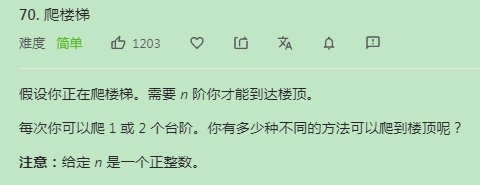 70. 爬楼梯
难度 简单 1203
假设你正在爬楼梯。需要 n 阶你才能到达楼顶。
每次你可以爬 1 或 2 个台阶。你有多少种不同的方法可以爬到楼顶呢？
注意：给定 n 是一个正整数。